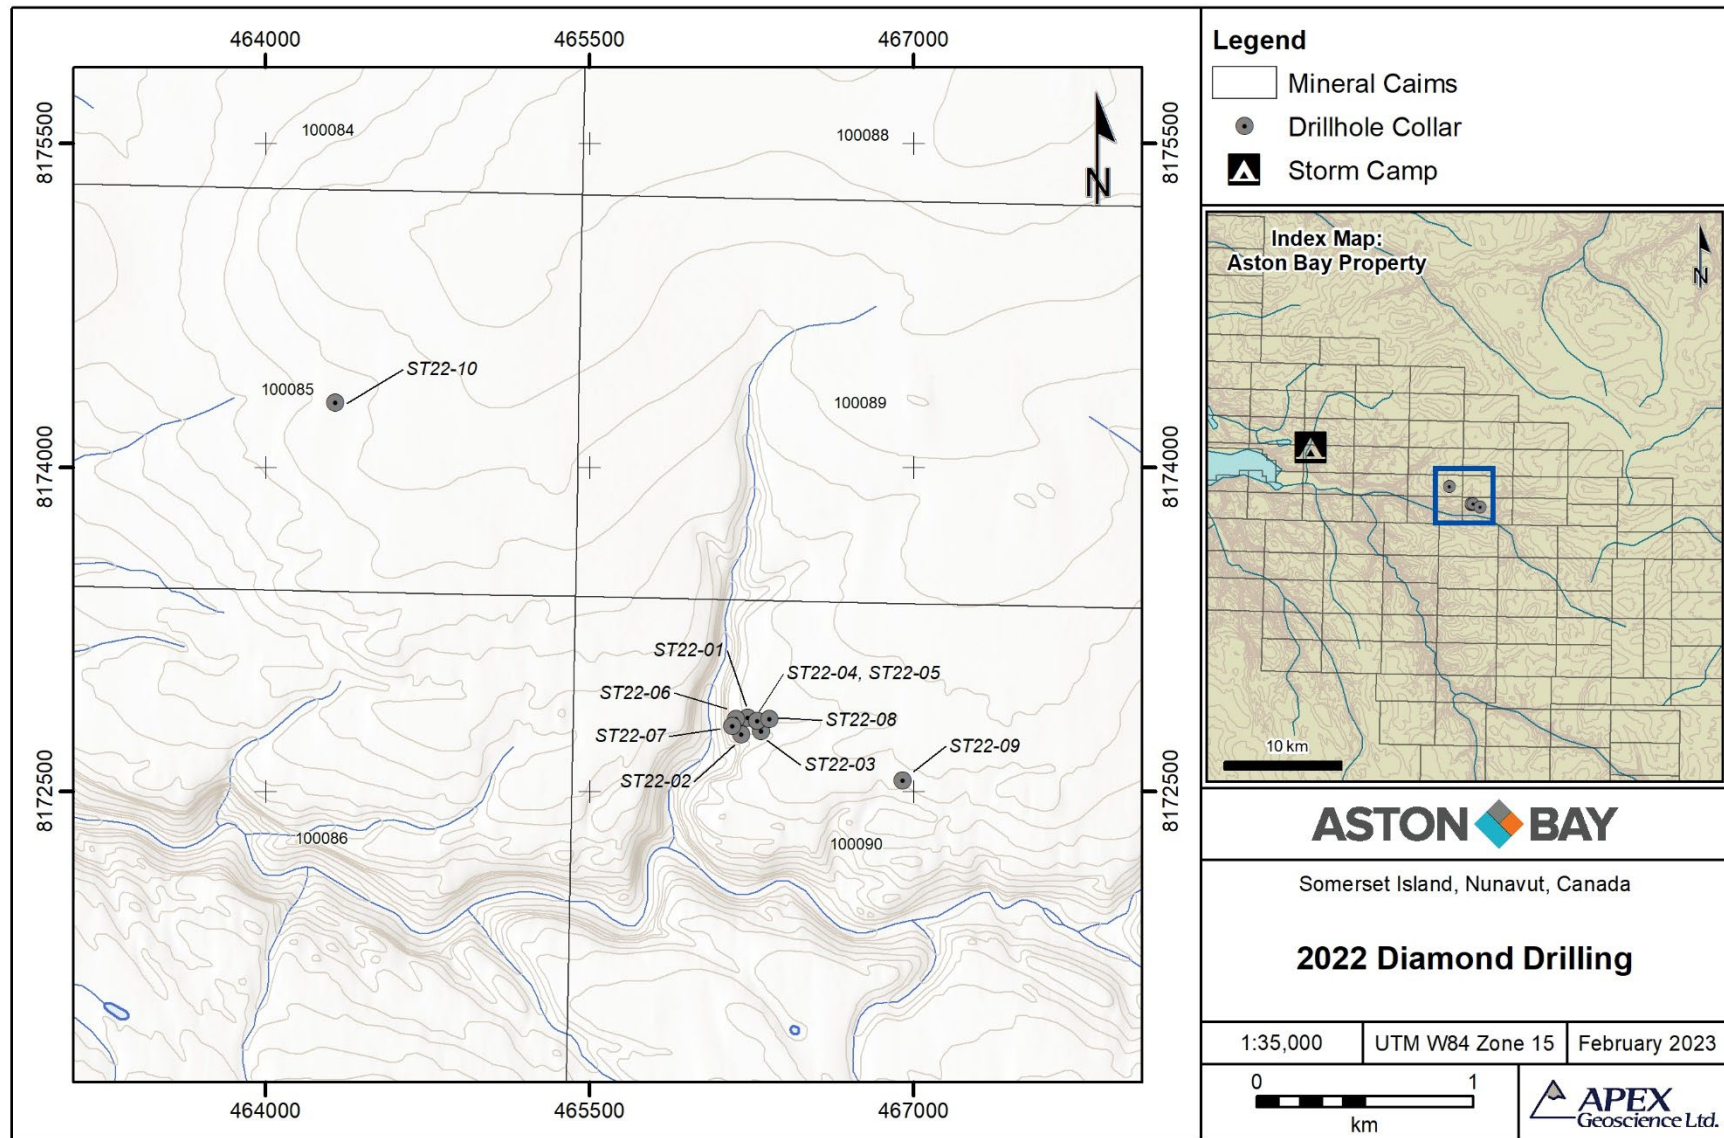 464000
465500
467000
8175500
8175500
8174000
8174000
8172500
8172500
464000
465500
467000
100084
100088
N
ST22-10
100085
100089
ST22-01
ST22-04, ST22-05
ST22-06
ST22-08
ST22-07
ST22-09
ST22-03
ST22-02
100086
100090
Legend
Mineral Caims
Drillhole Collar
Storm Camp
Index Map:
Aston Bay Property
N
10 km
ASTON BAY
Somerset Island, Nunavut, Canada
2022 Diamond Drilling
1:35,000
UTM W84 Zone 15
February 2023
0 1
km
APEX
Geoscience Ltd.